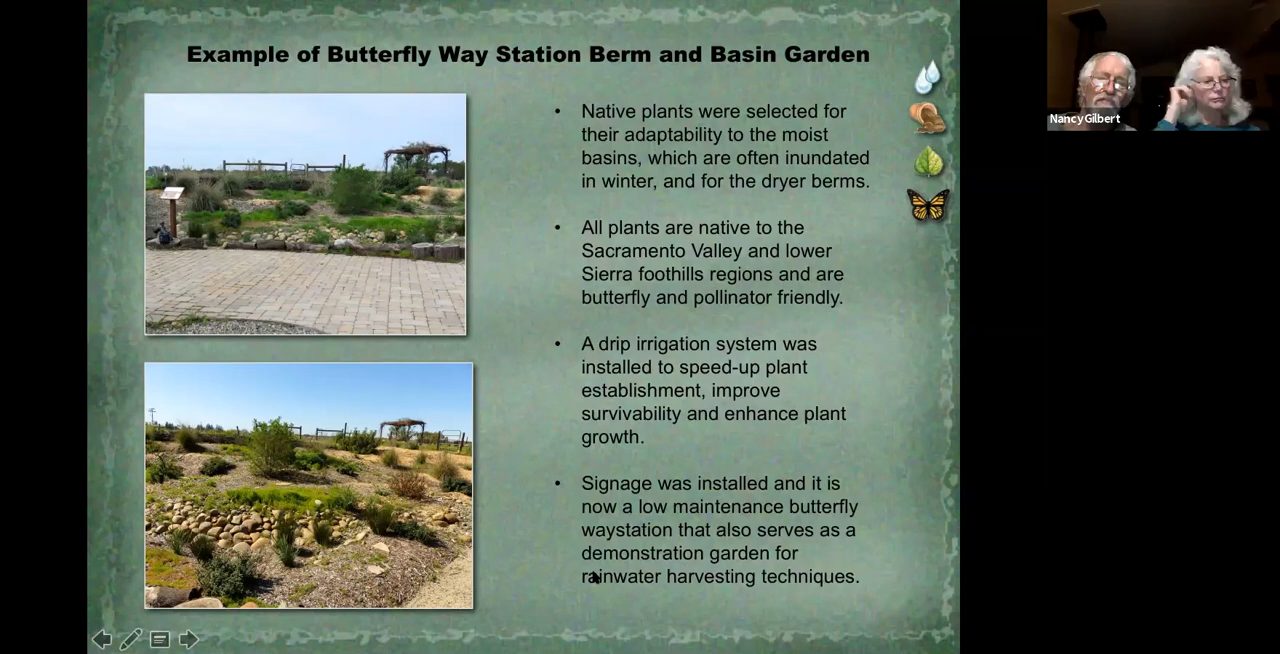 Example of Butterfly Way Station Berm and Basin Garden
• Native plants were selected for
their adaptability to the moist
basins, which are often inundated
in winter, and for the dryer berms.
• All plants are native to the
Sacramento Valley and lower
Sierra foothills regions and are
butterfly and pollinator friendly.
• A drip irrigation system was
installed to speed-up plant
establishment, improve
survivability and enhance plant
growth.
• Signage was installed and it is
now a low maintenance butterfly
waystation that also serves as a
demonstration garden for
rainwater harvesting techniques.
Nancy Gilbert